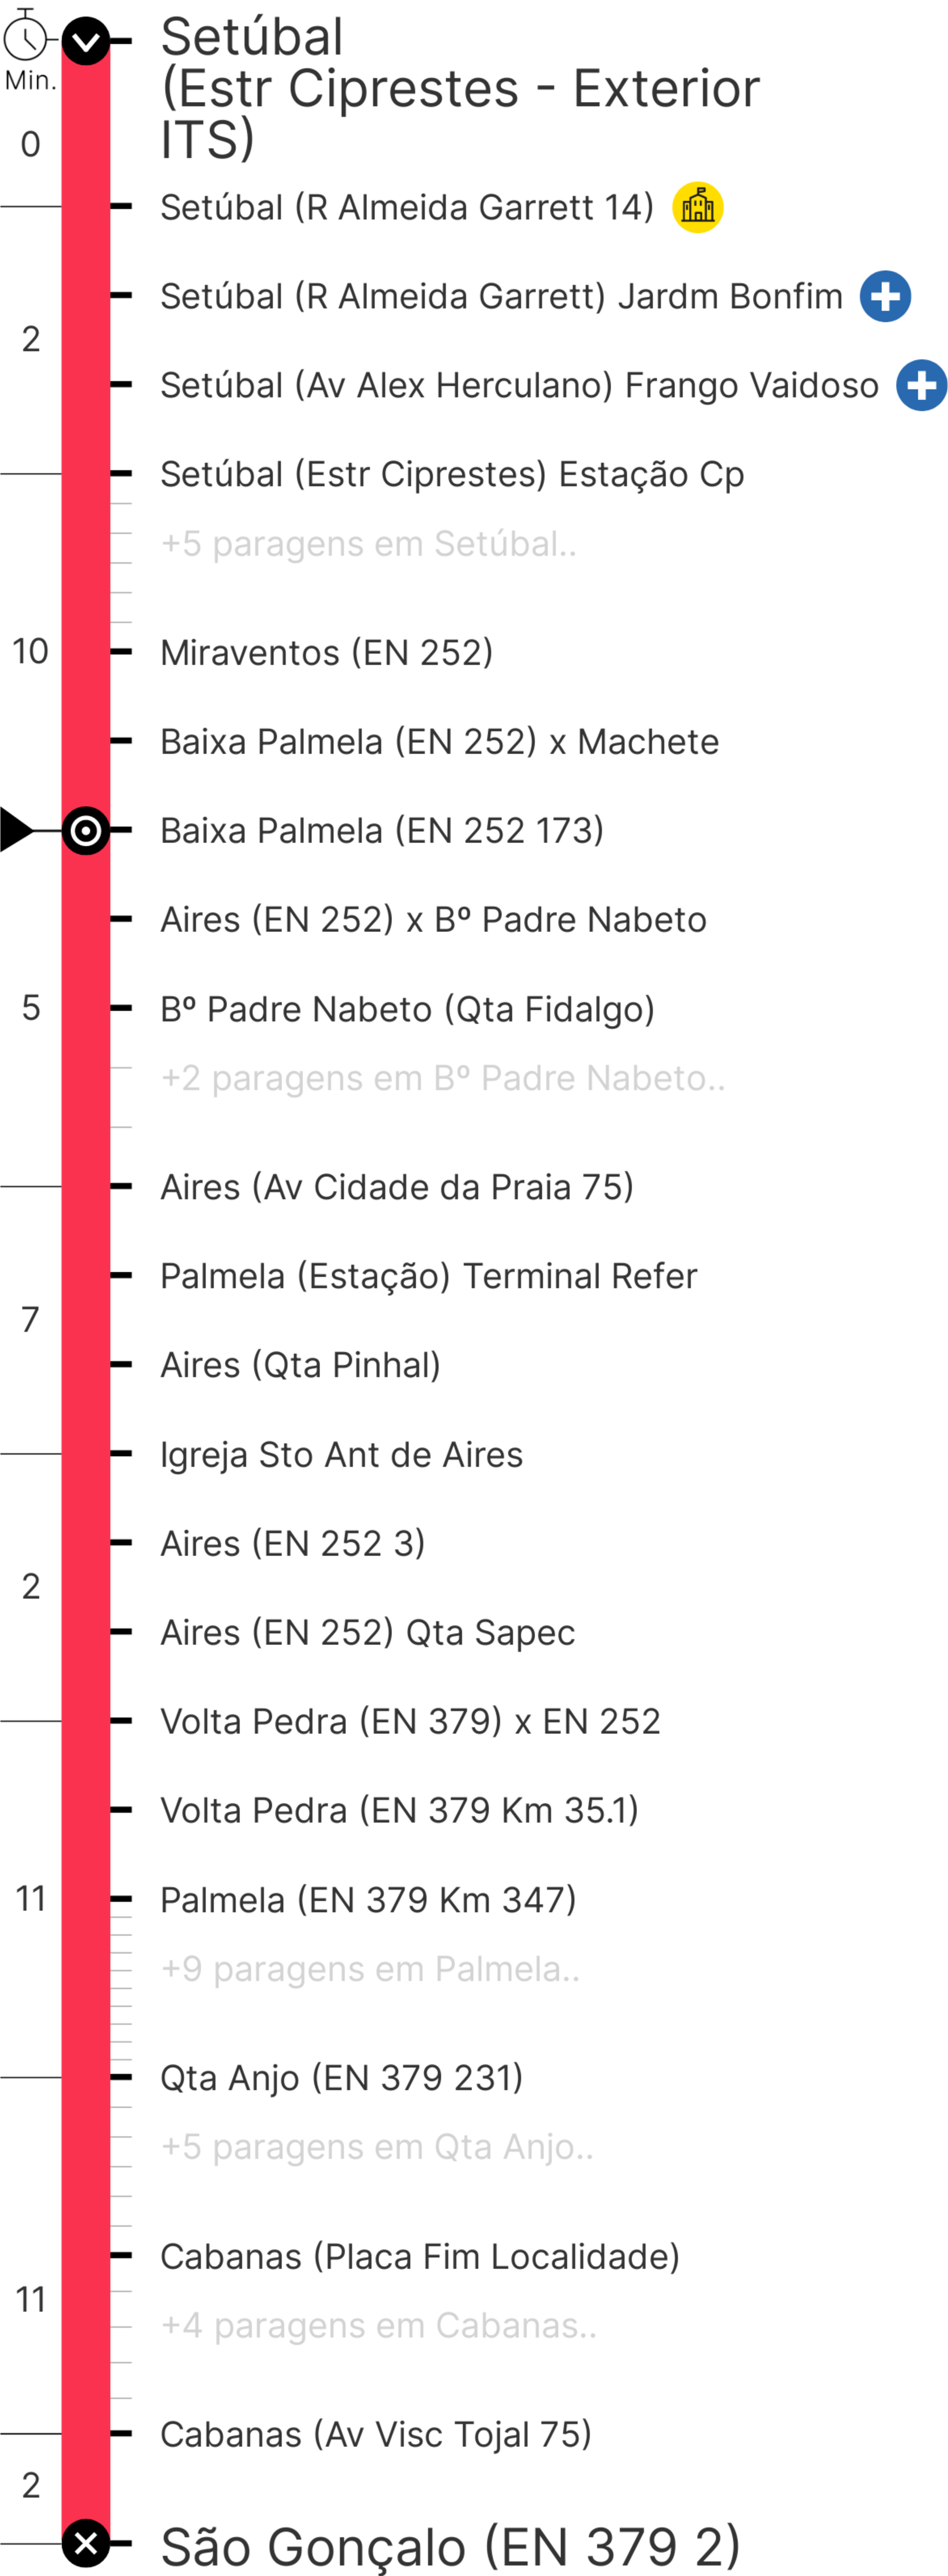 Setúbal
(Estr Ciprestes - Exterior
ITS)
Min.
0
Setúbal (R Almeida Garrett 14)
Setúbal (R Almeida Garrett) Jardm Bonfim
2
Setúbal (Av Alex Herculano) Frango Vaidoso
Setúbal (Estr Ciprestes) Estação Cp
+5 paragens em Setúbal..
10
Miraventos (EN 252)
Baixa Palmela (EN 252) x Machete
Baixa Palmela (EN 252 173)
Aires (EN 252) x Bº Padre Nabeto
5
Bº Padre Nabeto (Qta Fidalgo)
+2 paragens em Bº Padre Nabeto..
Aires (Av Cidade da Praia 75)
Palmela (Estação) Terminal Refer
7
Aires (Qta Pinhal)
Igreja Sto Ant de Aires
Aires (EN 252 3)
2
Aires (EN 252) Qta Sapec
Volta Pedra (EN 379) x EN 252
Volta Pedra (EN 379 Km 35.1)
11
Palmela (EN 379 Km 347)
+9 paragens em Palmela..
Qta Anjo (EN 379 231)
+5 paragens em Qta Anjo..
Cabanas (Placa Fim Localidade)
11
+4 paragens em Cabanas..
Cabanas (Av Visc Tojal 75)
2
São Gonçalo (EN 379 2)